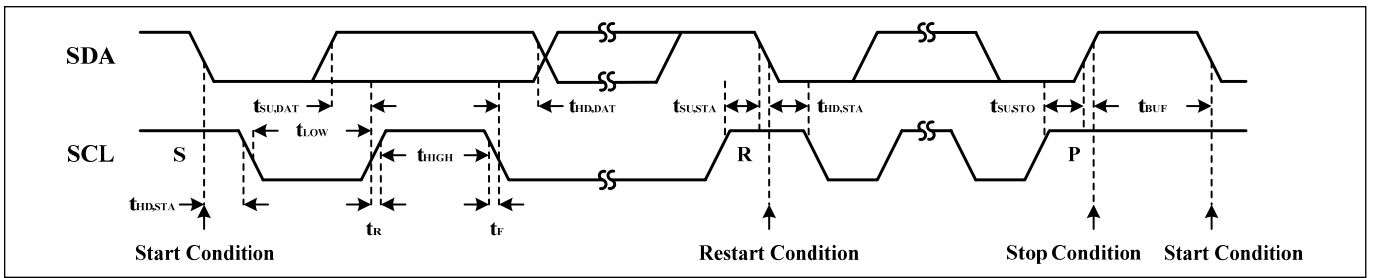 SDA
tSU,DAT tHD,DAT tSU,STA tHD,STA tSU,STO tBUF
tLOW
SCL S tHIGH R P
tHD,STA
tR tF
Start Condition Restart Condition Stop Condition Start Condition